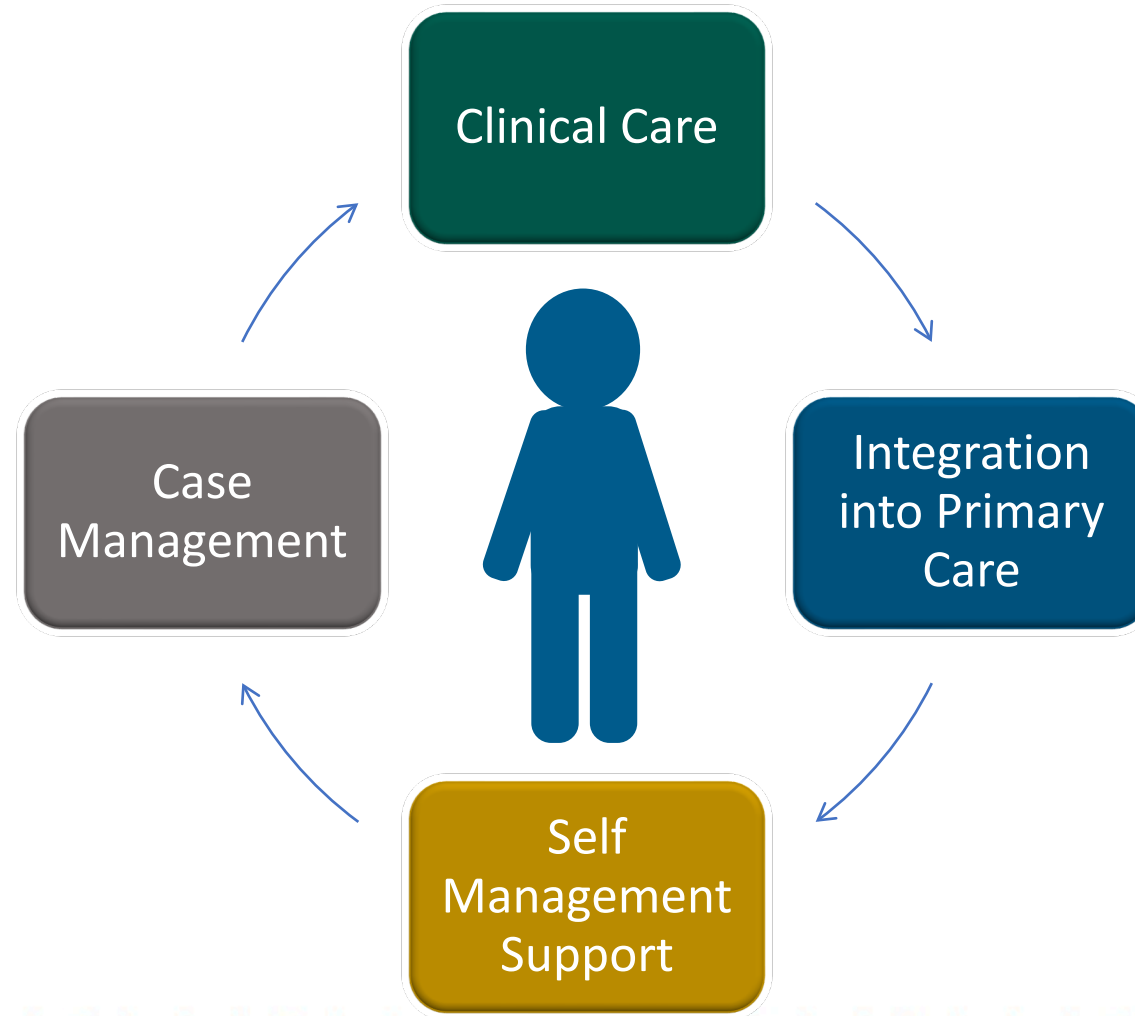 Clinical Care
Integration
into Primary
Care
Self
Management
Support
Case
Management